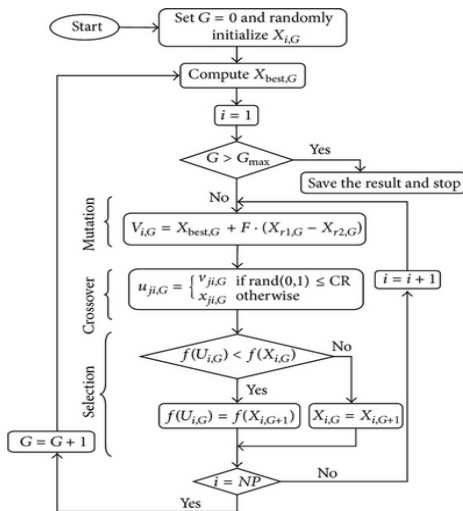 Start
Set G = 0 and randomly
initialize X_{i,G}
Compute X_{best,G}
i = 1
G > G_{max}
Yes
Save the result and stop
No
Mutation
V_{i,G} = X_{best,G} + F · (X_{r1,G} − X_{r2,G})
Crossover
u_{ji,G} = { v_{ji,G} if rand(0,1) ≤ CR
x_{ji,G} otherwise
i = i + 1
Selection
f(U_{i,G}) < f(X_{i,G})
No
Yes
f(U_{i,G}) = f(X_{i,G+1})
X_{i,G} = X_{i,G+1}
G = G + 1
i = NP
No
Yes